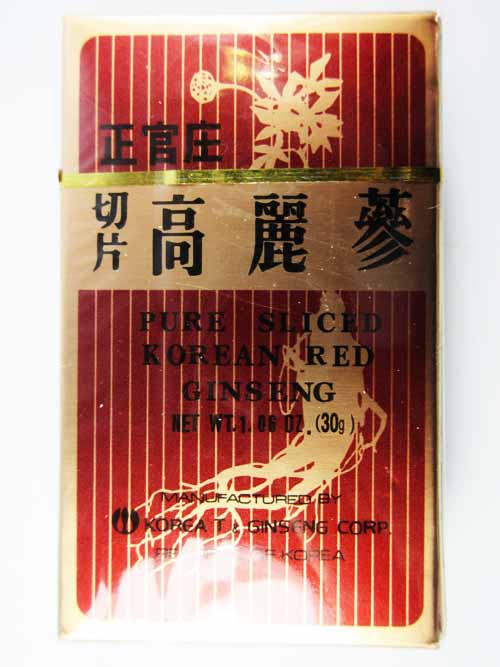 正官庄
切片 高麗蔘
PURE SLICED
KOREAN RED
GINSENG
NET WT. 1.06 OZ. (30g)
MANUFACTURED BY
KOREA T & GINSENG CORP.
KOREA